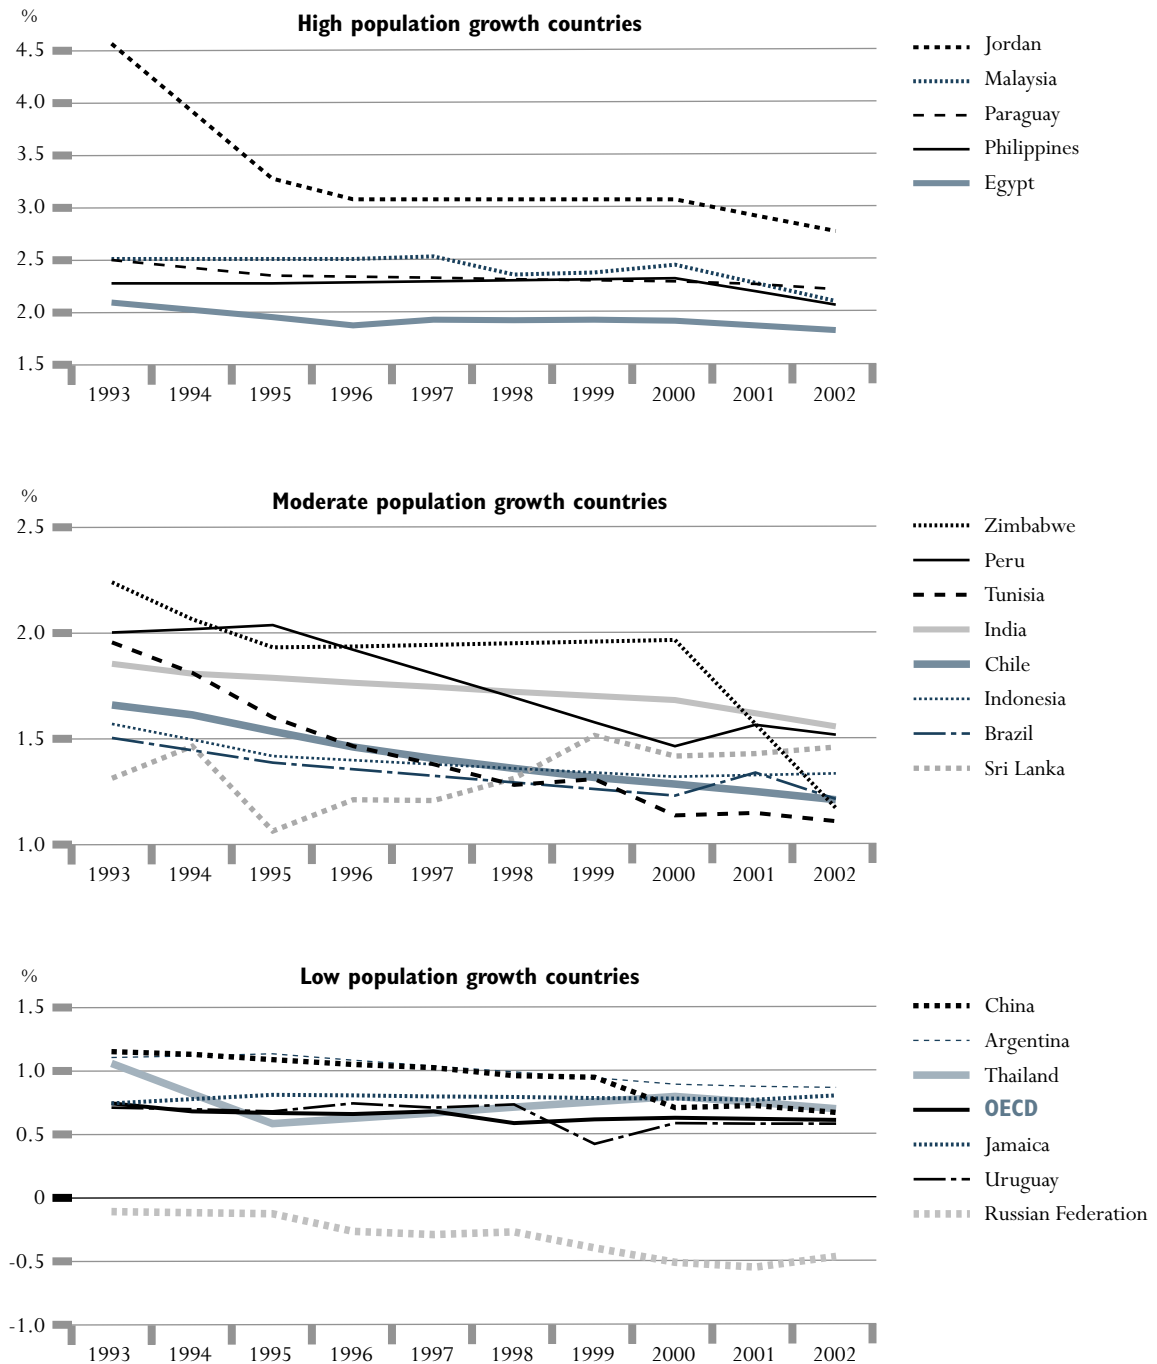 High population growth countries
%
4.5
4.0
3.5
3.0
2.5
2.0
1.5
1993 1994 1995 1996 1997 1998 1999 2000 2001 2002
Jordan
Malaysia
Paraguay
Philippines
Egypt
Moderate population growth countries
%
2.5
2.0
1.5
1.0
1993 1994 1995 1996 1997 1998 1999 2000 2001 2002
Zimbabwe
Peru
Tunisia
India
Chile
Indonesia
Brazil
Sri Lanka
Low population growth countries
%
1.5
1.0
0.5
0
-0.5
-1.0
1993 1994 1995 1996 1997 1998 1999 2000 2001 2002
China
Argentina
Thailand
OECD
Jamaica
Uruguay
Russian Federation